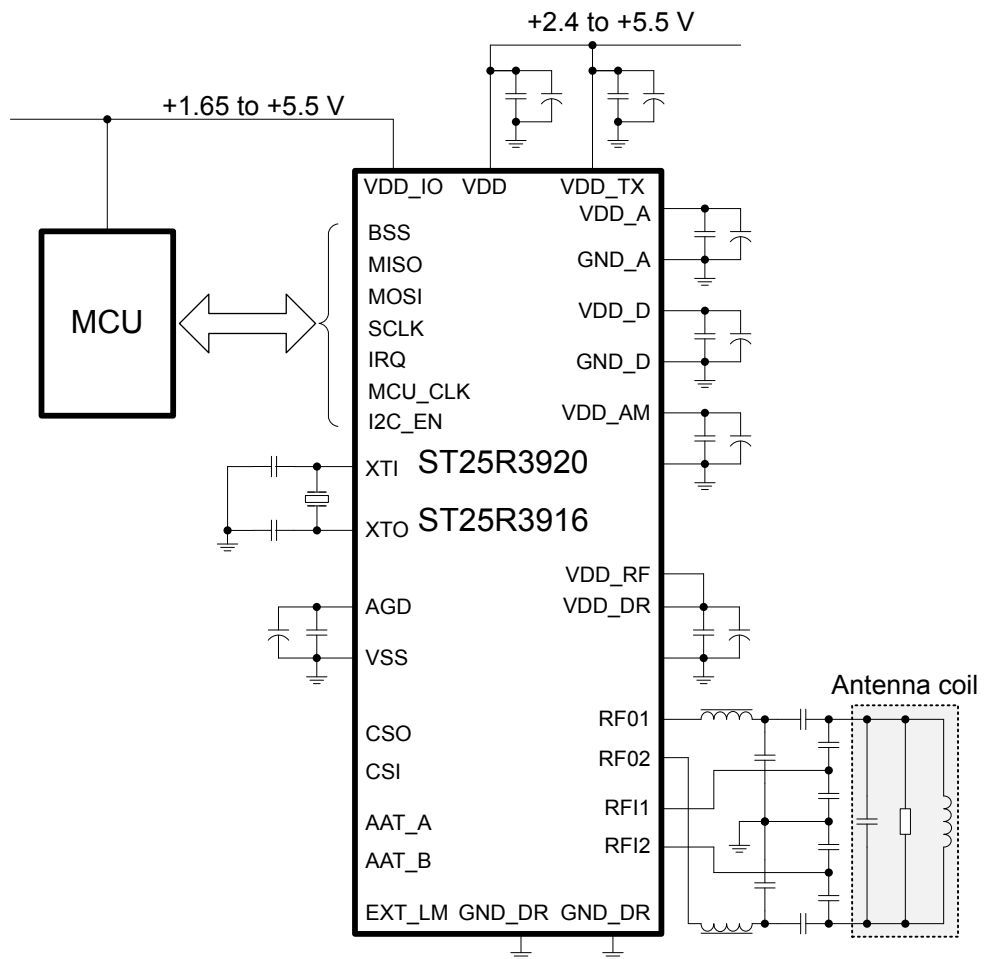 +2.4 to +5.5 V
+1.65 to +5.5 V
VDD_IO VDD VDD_TX
VDD_A
BSS
MISO
GND_A
MOSI
VDD_D
MCU
SCLK
IRQ
GND_D
MCU_CLK
VDD_AM
I2C_EN
XTI ST25R3920
XTO ST25R3916
VDD_RF
AGD
VDD_DR
VSS
Antenna coil
RF01
CSO
RF02
CSI
RFI1
AAT_A
RFI2
AAT_B
EXT_LM GND_DR GND_DR